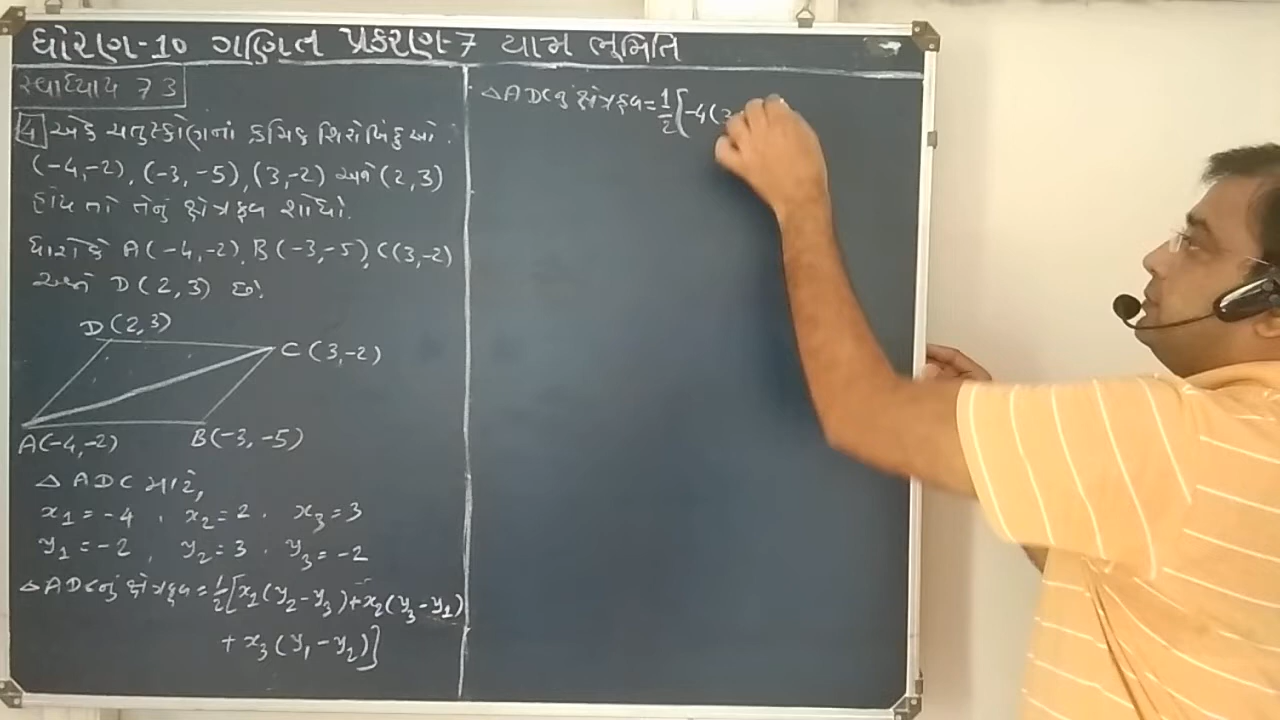 ધોરણ-10 ગણિત પ્રકરણ-7 યામ ભૂમિતિ
સ્વાધ્યાય 7 3
4 એક ચતુષ્કોણનાં ક્રમિક શિરોબિંદુઓ.
(-4,-2), (-3,-5), (3,-2) અને (2,3)
હોય તો તેનું ક્ષેત્રફળ શોધો.
ધારોકે A(-4,-2), B(-3,-5), C(3,-2)
અને D(2,3) છે.
D(2,3)
C(3,-2)
A(-4,-2) B(-3,-5)
△ADC માટે,
x₁=-4, x₂=2, x₃=3
y₁=-2, y₂=3, y₃=-2
△ADCનું ક્ષેત્રફળ=1/2[x₁(y₂-y₃)+x₂(y₃-y₁)
+x₃(y₁-y₂)]
△ADCનું ક્ષેત્રફળ=1/2[-4(3